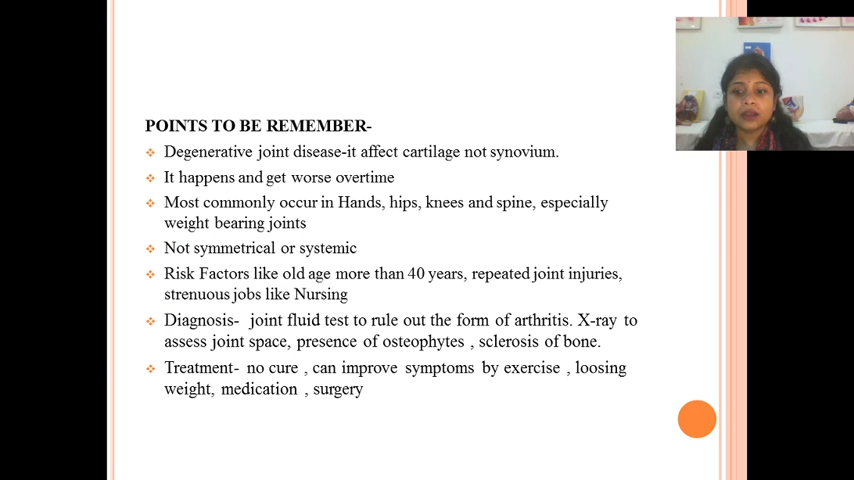 POINTS TO BE REMEMBER-
Degenerative joint disease-it affect cartilage not synovium.
It happens and get worse overtime
Most commonly occur in Hands, hips, knees and spine, especially
weight bearing joints
Not symmetrical or systemic
Risk Factors like old age more than 40 years, repeated joint injuries,
strenuous jobs like Nursing
Diagnosis- joint fluid test to rule out the form of arthritis. X-ray to
assess joint space, presence of osteophytes , sclerosis of bone.
Treatment- no cure , can improve symptoms by exercise , loosing
weight, medication , surgery